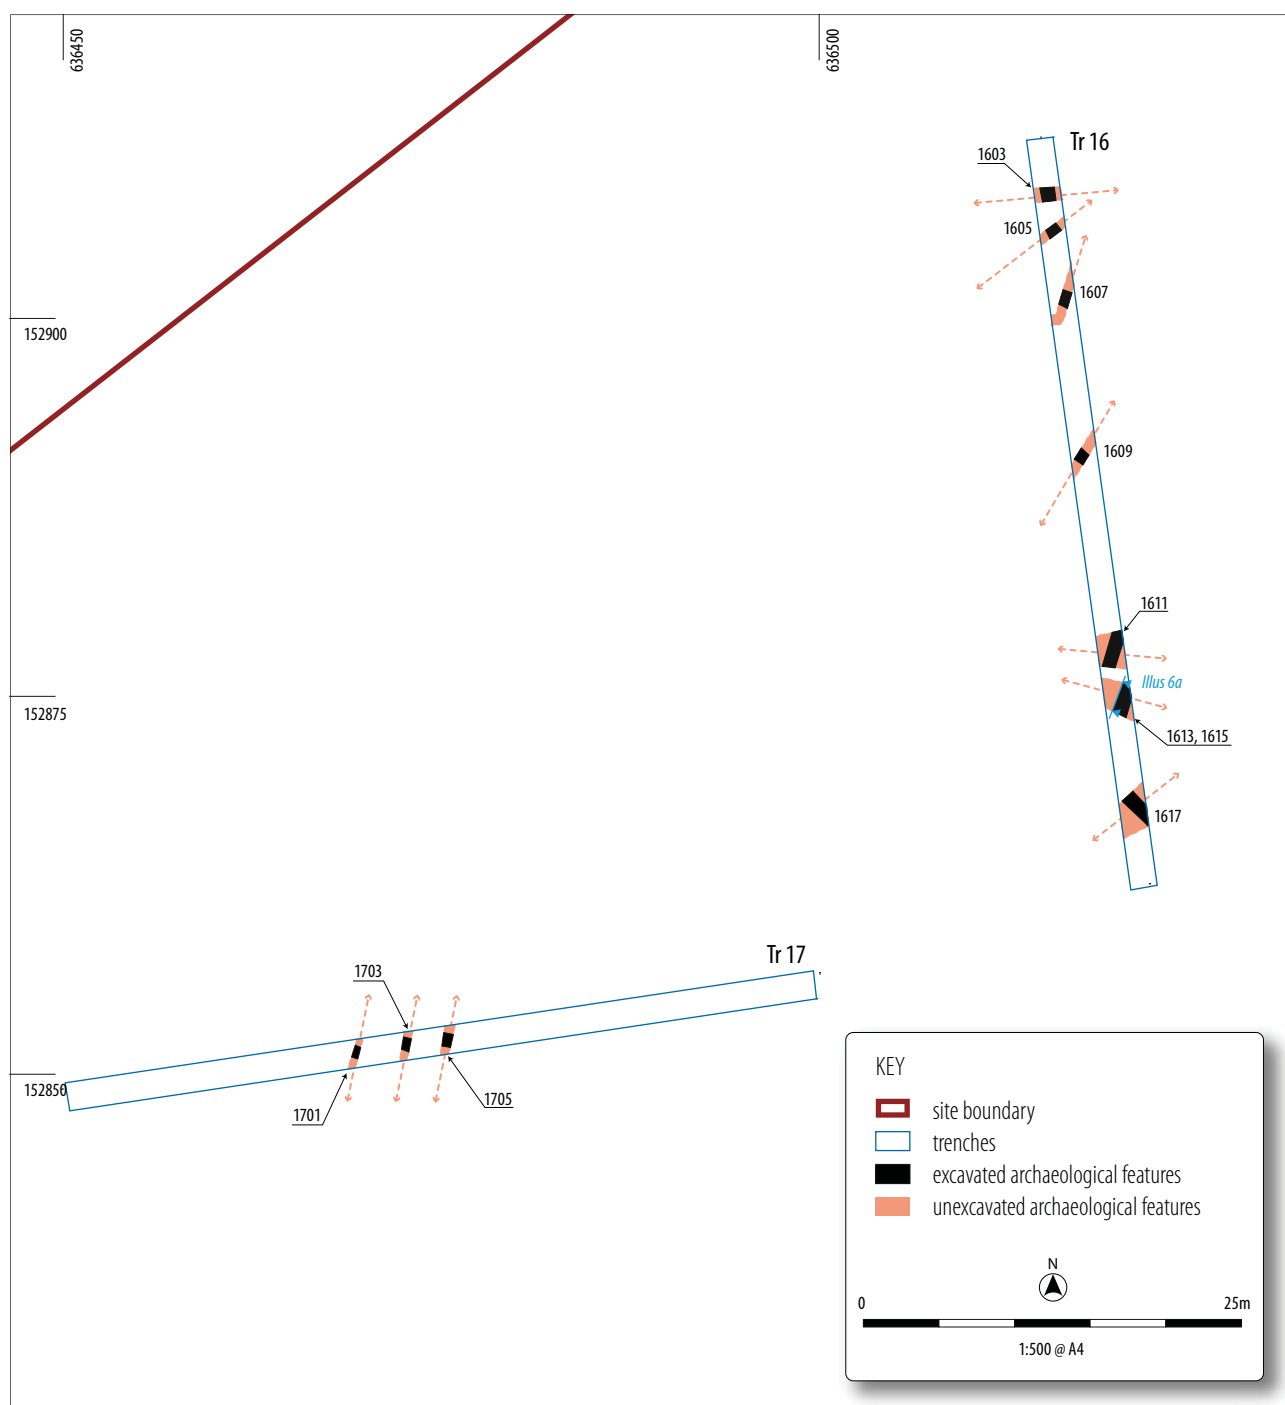 636450
636500
Tr 16
1603
1605
1607
152900
1609
1611
Illus 6a
152875
1613, 1615
1617
Tr 17
1703
152850
1705
1701
KEY
site boundary
trenches
excavated archaeological features
unexcavated archaeological features
N
0 25m
1:500 @ A4